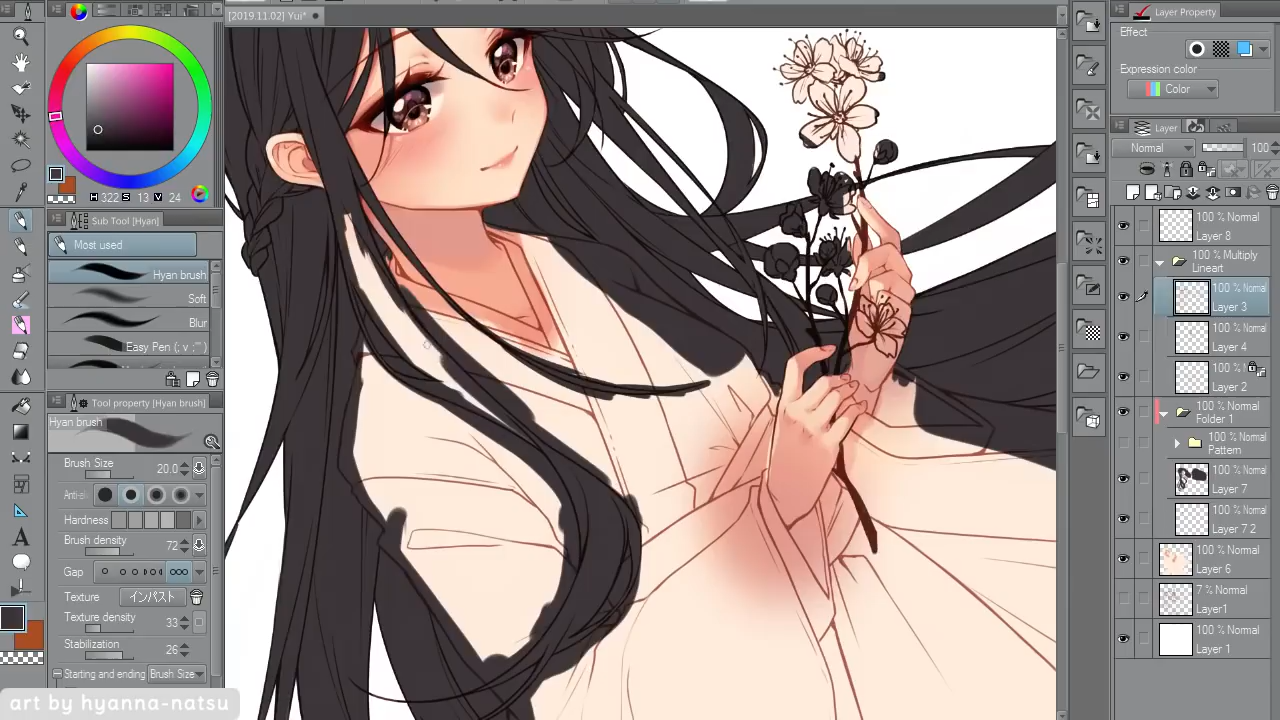 [2019.11.02] Yui*
H 322 S 13 V 24
Sub Tool [Hyan]
Most used
Hyan brush
Soft
Blur
Easy Pen (; v ;")
Tool property [Hyan brush]
Hyan brush
Brush Size 20.0
Hardness
Brush density 72
Gap
Texture インパスト
Texture density 33
Stabilization 26
Starting and ending Brush Size
art by hyanna-natsu
Layer Property
Effect
Expression color
Color
Layer
Normal 100
100 % Normal
Layer 8
100 % Multiply
Lineart
100 % Normal
Layer 3
100 % Normal
Layer 4
100 % Normal
Layer 2
100 % Normal
Folder 1
100 % Normal
Pattern
100 % Normal
Layer 7
100 % Normal
Layer 7 2
100 % Normal
Layer 6
7 % Normal
Layer1
100 % Normal
Layer 1